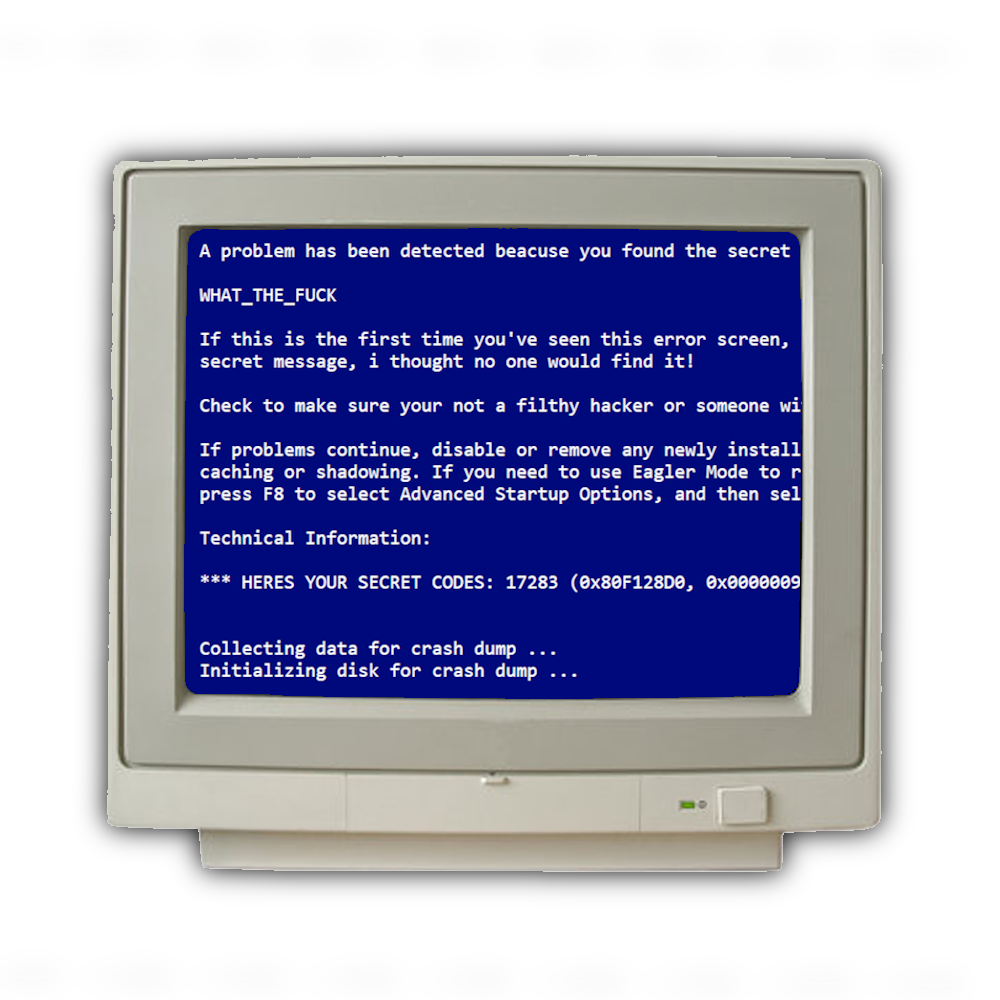 A problem has been detected beacuse you found the secret
WHAT_THE_FUCK
If this is the first time you've seen this error screen,
secret message, i thought no one would find it!
Check to make sure your not a filthy hacker or someone
If problems continue, disable or remove any newly
caching or shadowing. If you need to use Eagler Mode to
press F8 to select Advanced Startup Options, and then
Technical Information:
*** HERES YOUR SECRET CODES: 17283 (0x80F128D0,
Collecting data for crash dump ...
Initializing disk for crash dump ...